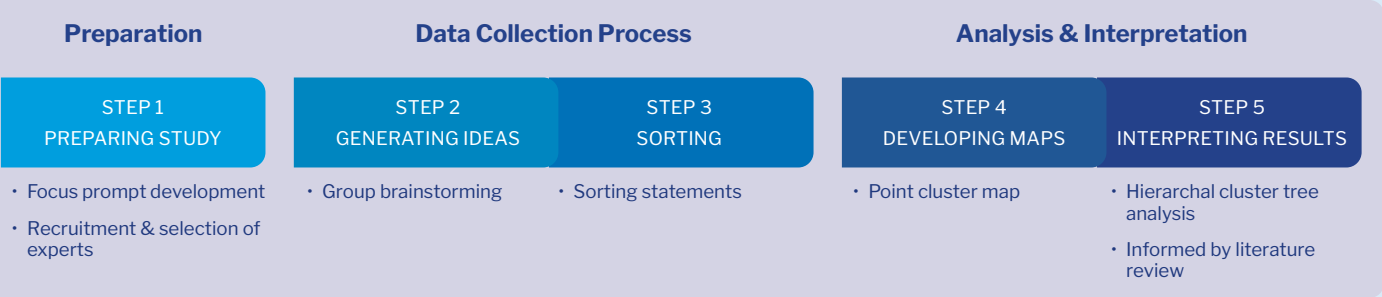 Preparation
Data Collection Process
Analysis & Interpretation
STEP 1
PREPARING STUDY
STEP 2
GENERATING IDEAS
STEP 3
SORTING
STEP 4
DEVELOPING MAPS
STEP 5
INTERPRETING RESULTS
• Focus prompt development
• Recruitment & selection of
experts
• Group brainstorming
• Sorting statements
• Point cluster map
• Hierarchal cluster tree
analysis
• Informed by literature
review